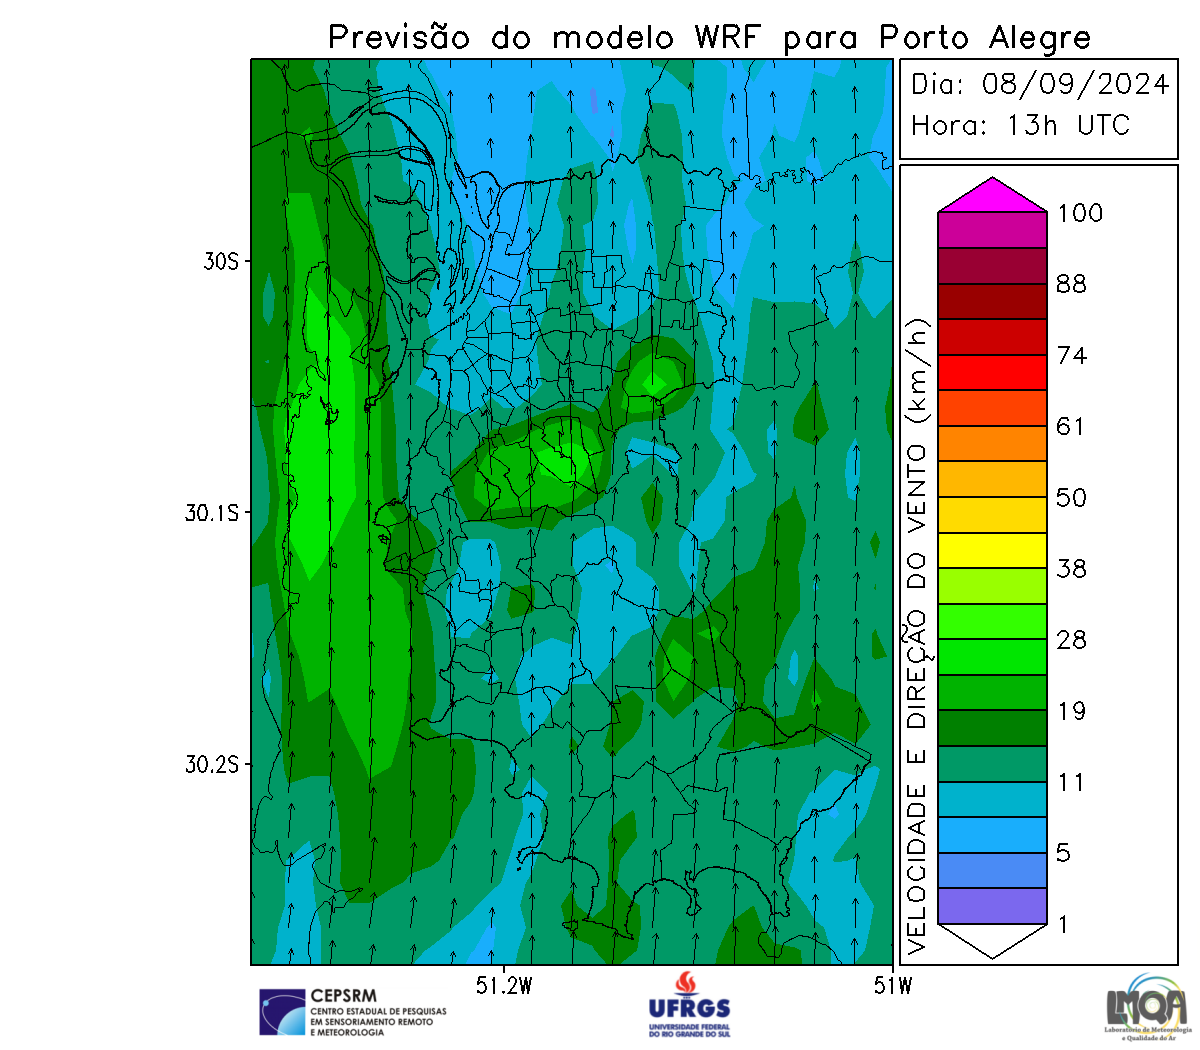 Previsão do modelo WRF para Porto Alegre
Dia: 08/09/2024
Hora: 13h UTC
30S
30.1S
30.2S
51.2W
51W
VELOCIDADE E DIREÇÃO DO VENTO (km/h)
100
88
74
61
50
38
28
19
11
5
1
CEPSRM
CENTRO ESTADUAL DE PESQUISAS
EM SENSORIAMENTO REMOTO
E METEOROLOGIA
UFRGS
UNIVERSIDADE FEDERAL
DO RIO GRANDE DO SUL
LMQA
Laboratório de Meteorologia
e Qualidade do Ar